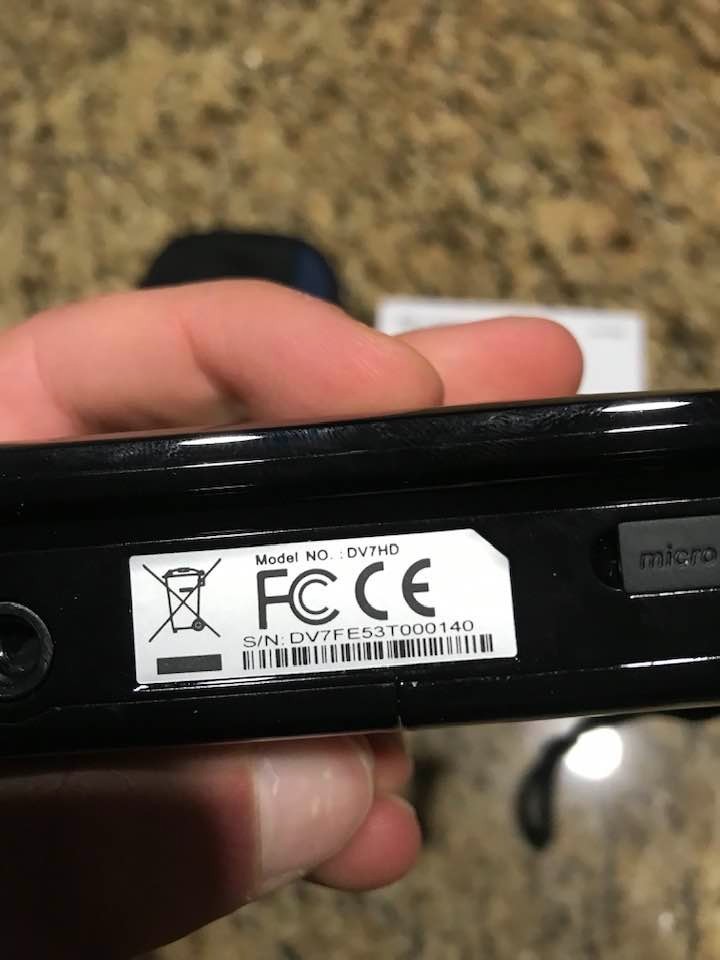 Model NO. : DV7HD
FC CE
S/N: DV7FE53T000140
micro